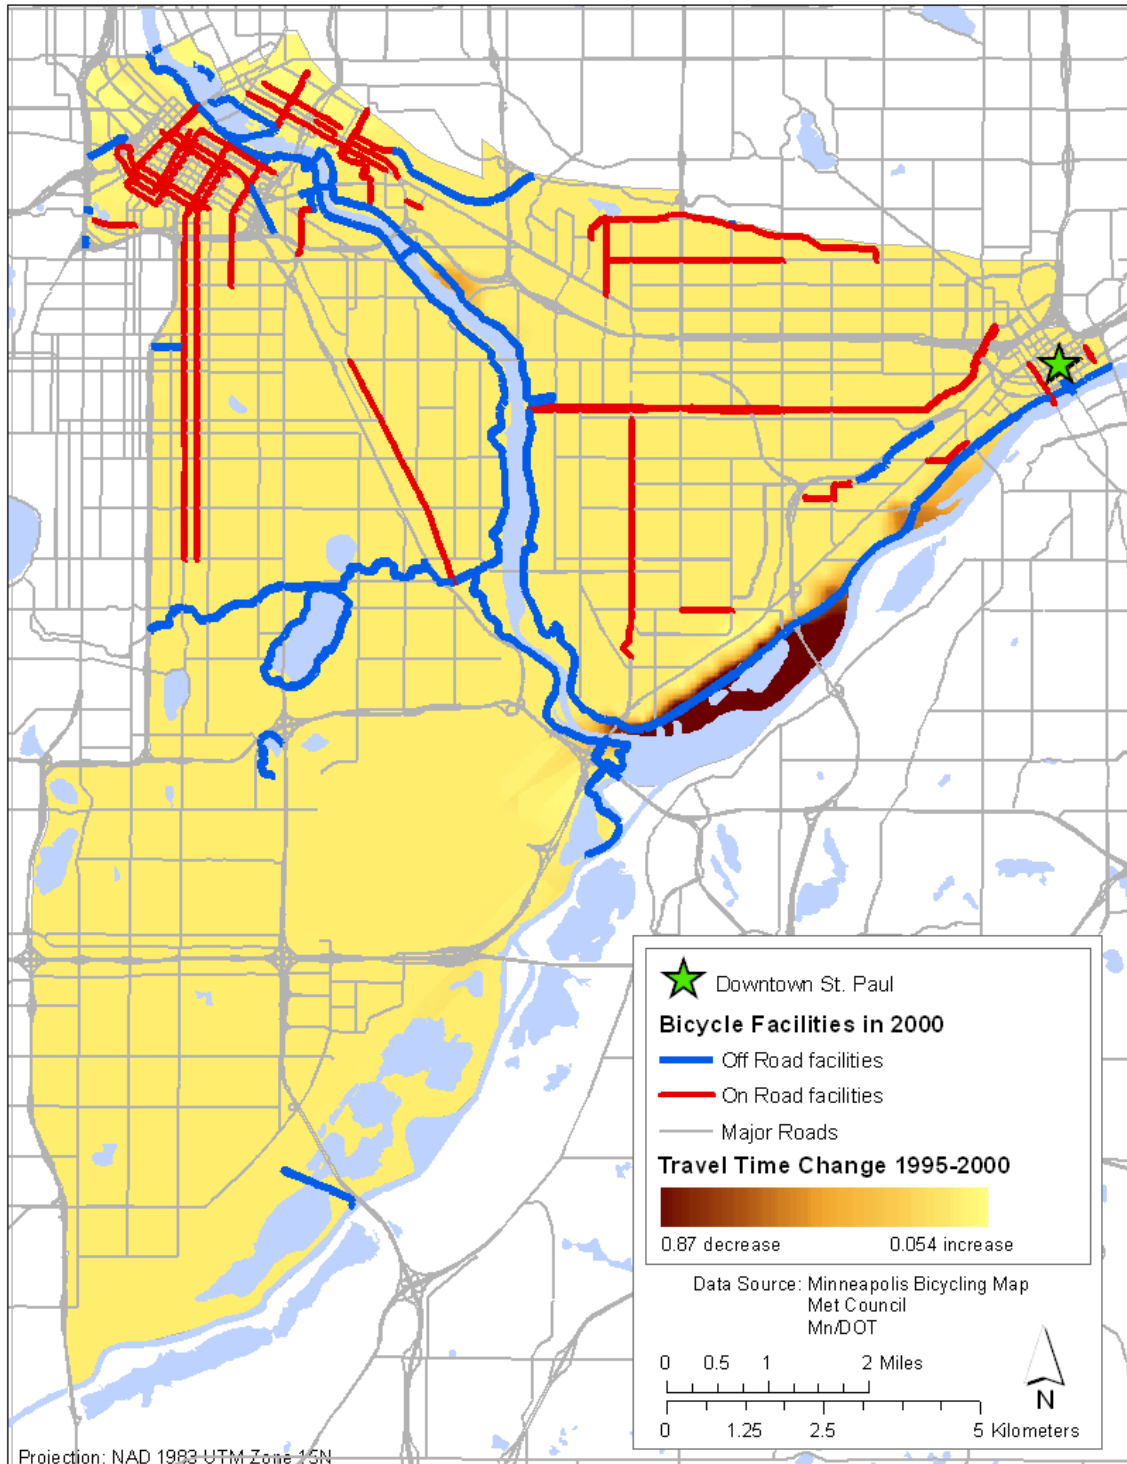 Downtown St. Paul
Bicycle Facilities in 2000
Off Road facilities
On Road facilities
Major Roads
Travel Time Change 1995-2000
0.87 decrease 0.054 increase
Data Source: Minneapolis Bicycling Map
Met Council
Mn/DOT
0 0.5 1 2 Miles
0 1.25 2.5 5 Kilometers
N
Projection: NAD 1983 UTM Zone 15N